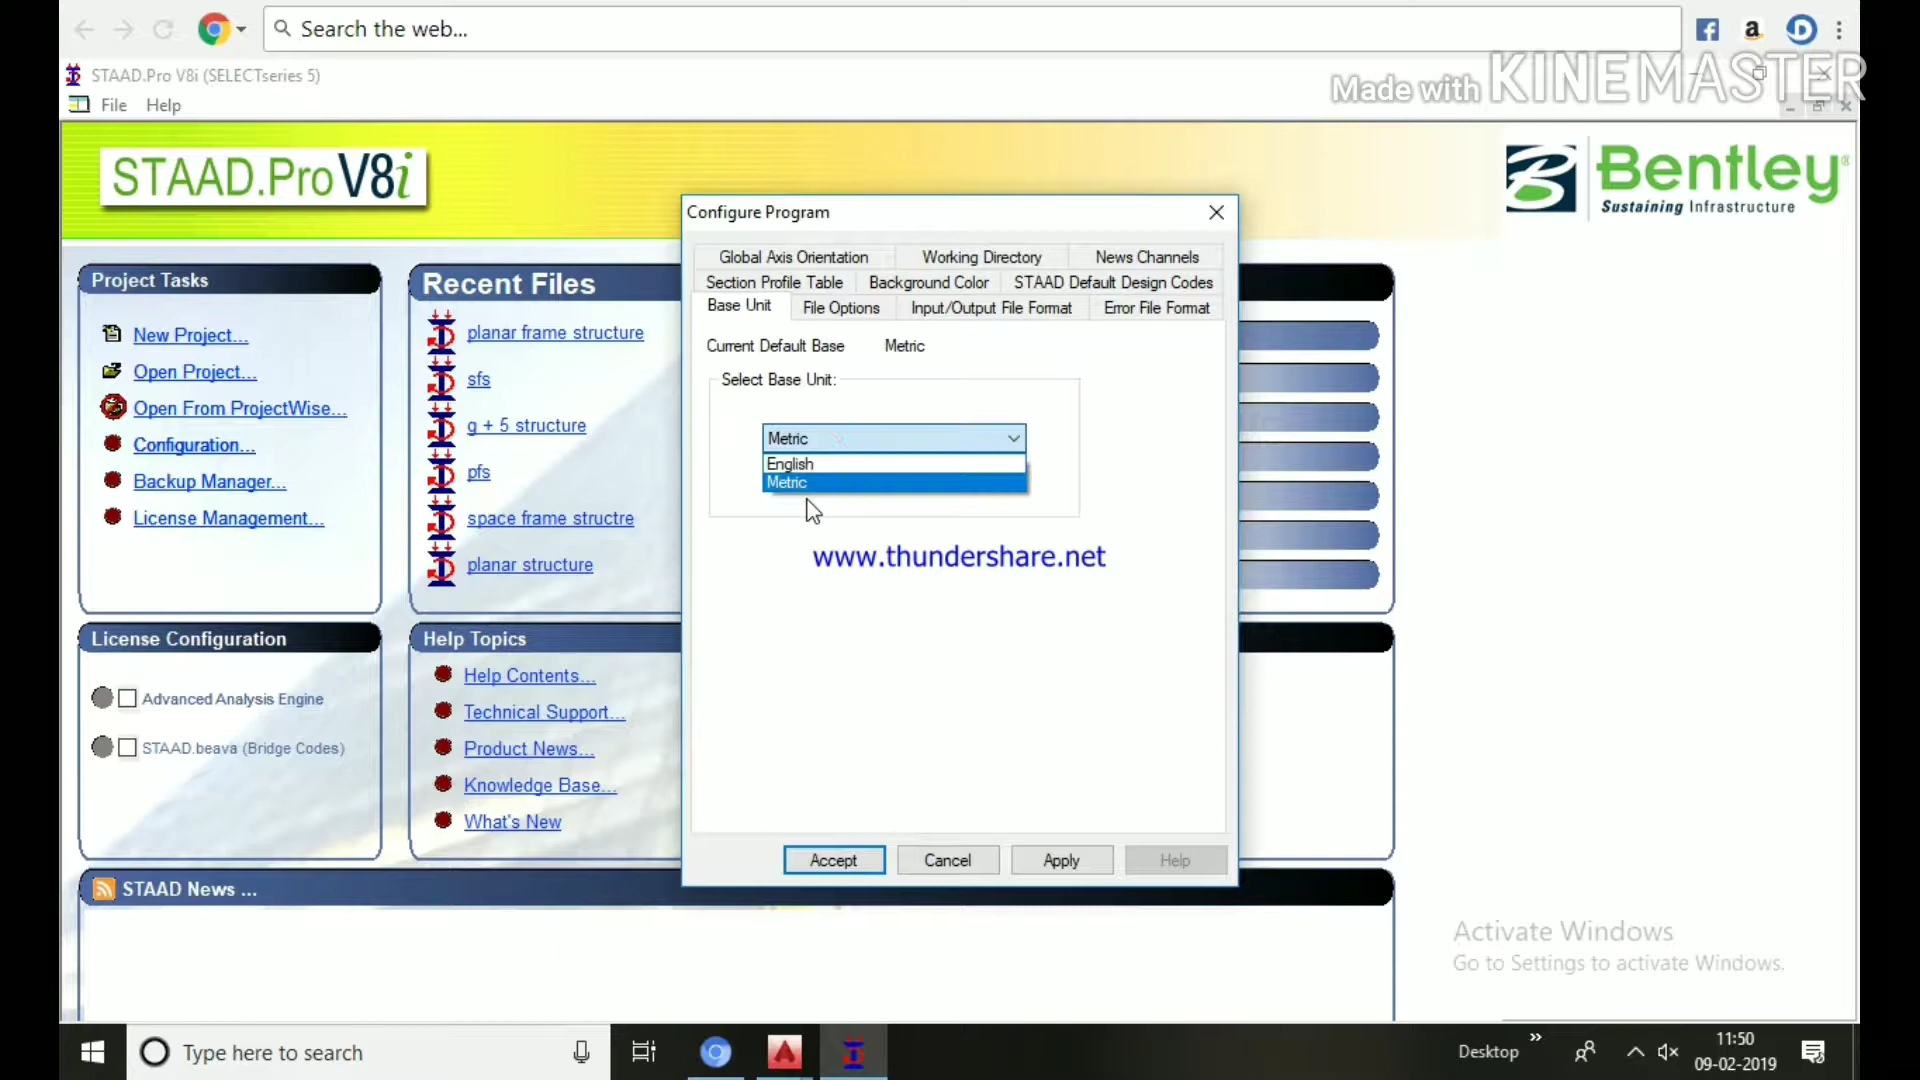 Search the web...
a
STAAD.Pro V8i (SELECTseries 5)
Made with KINEMASTER
File Help
STAAD.Pro V8i
Bentley®
Sustaining Infrastructure
Configure Program
Global Axis Orientation Working Directory News Channels
Section Profile Table Background Color STAAD Default Design Codes
Base Unit File Options Input/Output File Format Error File Format
Current Default Base Metric
Select Base Unit:
Metric
English
Metric
www.thundershare.net
Accept Cancel Apply Help
Project Tasks
New Project...
Open Project...
Open From ProjectWise...
Configuration...
Backup Manager...
License Management...
Recent Files
planar frame structure
sfs
g + 5 structure
pfs
space frame structre
planar structure
License Configuration
Advanced Analysis Engine
STAAD.beava (Bridge Codes)
Help Topics
Help Contents...
Technical Support...
Product News...
Knowledge Base...
What's New
STAAD News ...
Activate Windows
Go to Settings to activate Windows.
Type here to search
Desktop
11:50
09-02-2019